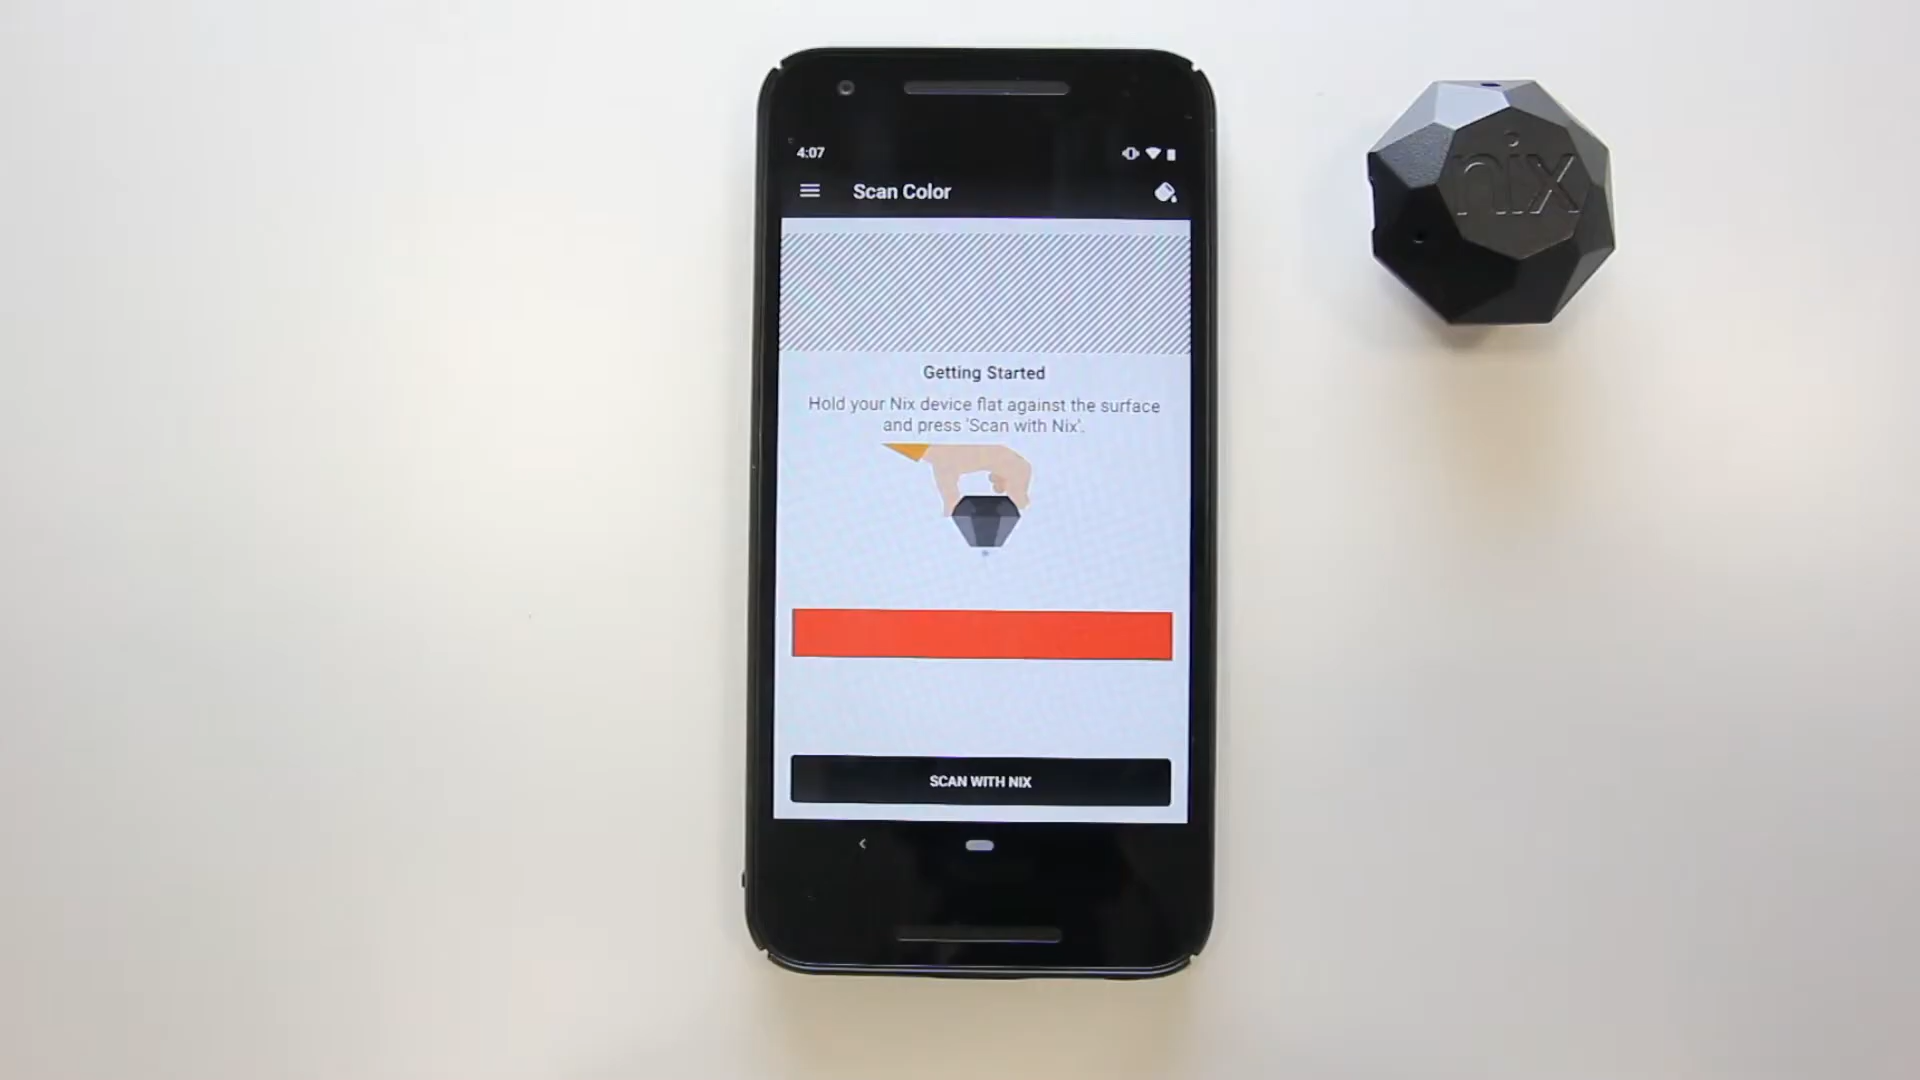 4:07
Scan Color
nix
Getting Started
Hold your Nix device flat against the surface
and press 'Scan with Nix'.
SCAN WITH NIX